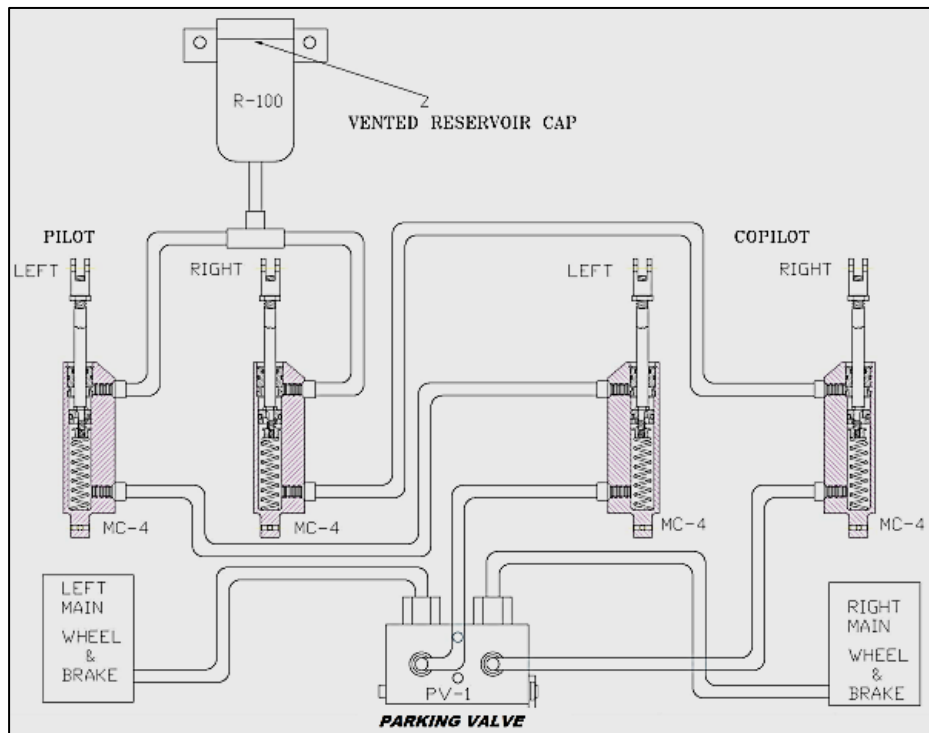 R-100
2
VENTED RESERVOIR CAP
PILOT
COPILOT
LEFT
RIGHT
LEFT
RIGHT
MC-4
MC-4
MC-4
MC-4
LEFT
MAIN
WHEEL
&
BRAKE
RIGHT
MAIN
WHEEL
&
BRAKE
PV-1
PARKING VALVE